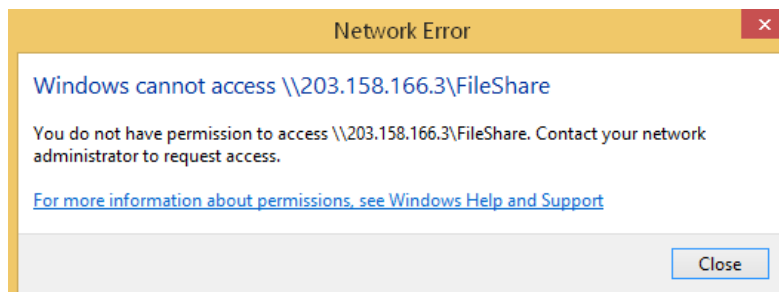 Network Error
Windows cannot access \\203.158.166.3\FileShare
You do not have permission to access \\203.158.166.3\FileShare. Contact your network
administrator to request access.
For more information about permissions, see Windows Help and Support
Close